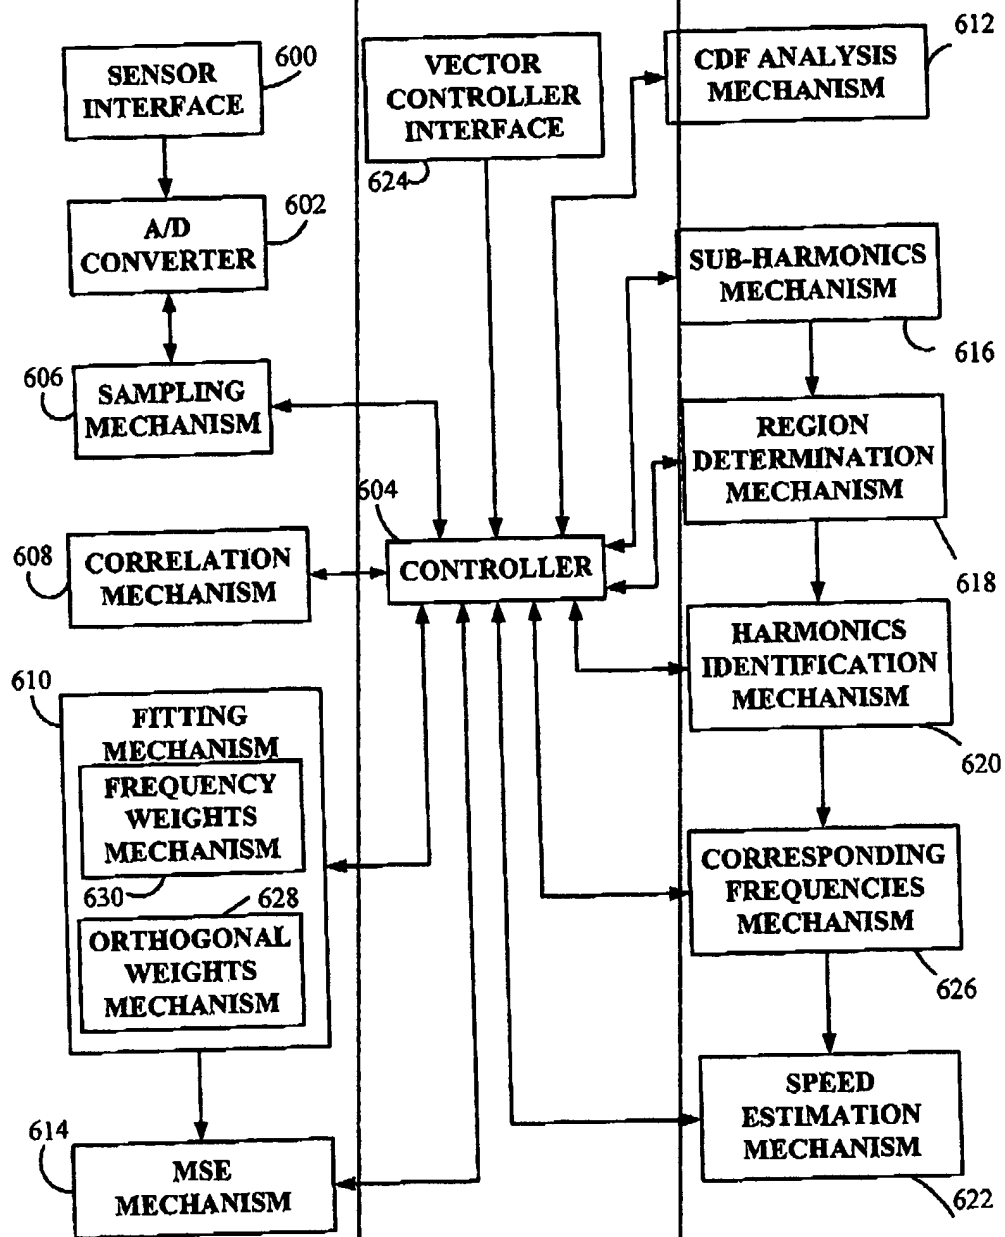 600
SENSOR
INTERFACE
602
A/D
CONVERTER
606
SAMPLING
MECHANISM
608
CORRELATION
MECHANISM
610
FITTING
MECHANISM
FREQUENCY
WEIGHTS
MECHANISM
630
628
ORTHOGONAL
WEIGHTS
MECHANISM
614
MSE
MECHANISM
VECTOR
CONTROLLER
INTERFACE
624
604
CONTROLLER
612
CDF ANALYSIS
MECHANISM
SUB-HARMONICS
MECHANISM
616
REGION
DETERMINATION
MECHANISM
618
HARMONICS
IDENTIFICATION
MECHANISM
620
CORRESPONDING
FREQUENCIES
MECHANISM
626
SPEED
ESTIMATION
MECHANISM
622